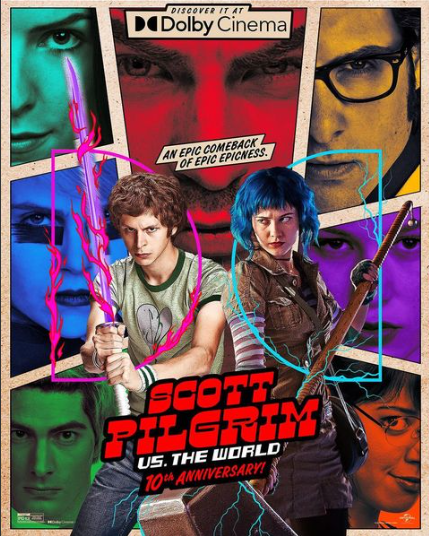 DISCOVER IT AT
Dolby Cinema
AN EPIC COMEBACK
OF EPIC EPICNESS.
SCOTT
PILGRIM
VS. THE WORLD
10th ANNIVERSARY!